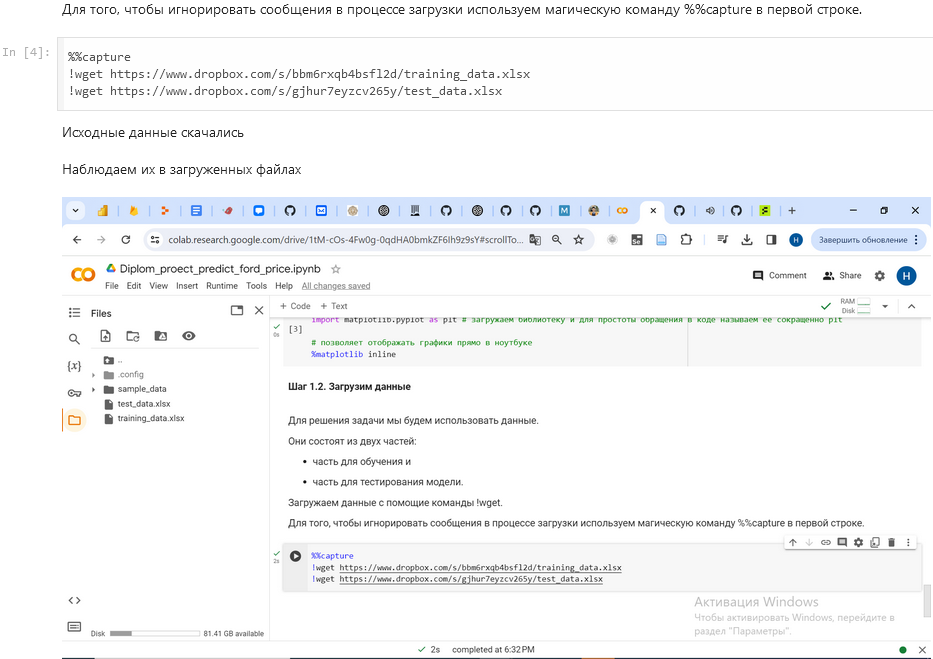 Для того, чтобы игнорировать сообщения в процессе загрузки используем магическую команду %%capture в первой строке.
In [4]:
%%capture
!wget https://www.dropbox.com/s/bbm6rxqb4bsfl2d/training_data.xlsx
!wget https://www.dropbox.com/s/gjhur7eyzcv265y/test_data.xlsx
Исходные данные скачались
Наблюдаем их в загруженных файлах
colab.research.google.com/drive/1tM-cOs-4Fw0g-0qdHA0bmkZF6Ih9z9sY#scrollTo...
Завершить обновление
Diplom_proect_predict_ford_price.ipynb
File Edit View Insert Runtime Tools Help All changes saved
Comment Share H
Files
+ Code + Text
RAM
Disk
import matplotlib.pyplot as plt # загружаем библиотеку и для простоты обращения в коде называем ее сокращенно plt
0s
[3]
# позволяет отображать графики прямо в ноутбуке
%matplotlib inline
..
.config
sample_data
test_data.xlsx
training_data.xlsx
Шаг 1.2. Загрузим данные
Для решения задачи мы будем использовать данные.
Они состоят из двух частей:
• часть для обучения и
• часть для тестирования модели.
Загружаем данные с помощие команды !wget.
Для того, чтобы игнорировать сообщения в процессе загрузки используем магическую команду %%capture в первой строке.
2s
%%capture
!wget https://www.dropbox.com/s/bbm6rxqb4bsfl2d/training_data.xlsx
!wget https://www.dropbox.com/s/gjhur7eyzcv265y/test_data.xlsx
Активация Windows
Чтобы активировать Windows, перейдите в
раздел "Параметры".
Disk 81.41 GB available
2s completed at 6:32 PM